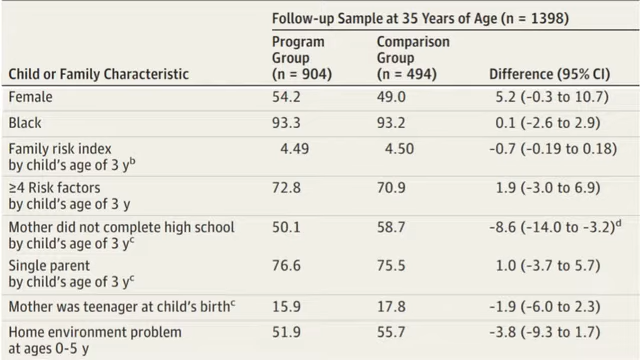 Follow-up Sample at 35 Years of Age (n = 1398)
Child or Family Characteristic Program Group (n = 904) Comparison Group (n = 494) Difference (95% CI)
Female 54.2 49.0 5.2 (-0.3 to 10.7)
Black 93.3 93.2 0.1 (-2.6 to 2.9)
Family risk index 4.49 4.50 -0.7 (-0.19 to 0.18)
by child's age of 3 yᵇ
≥4 Risk factors 72.8 70.9 1.9 (-3.0 to 6.9)
by child's age of 3 y
Mother did not complete high school 50.1 58.7 -8.6 (-14.0 to -3.2)ᵈ
by child's age of 3 yᶜ
Single parent 76.6 75.5 1.0 (-3.7 to 5.7)
by child's age of 3 yᶜ
Mother was teenager at child's birthᶜ 15.9 17.8 -1.9 (-6.0 to 2.3)
Home environment problem 51.9 55.7 -3.8 (-9.3 to 1.7)
at ages 0-5 y